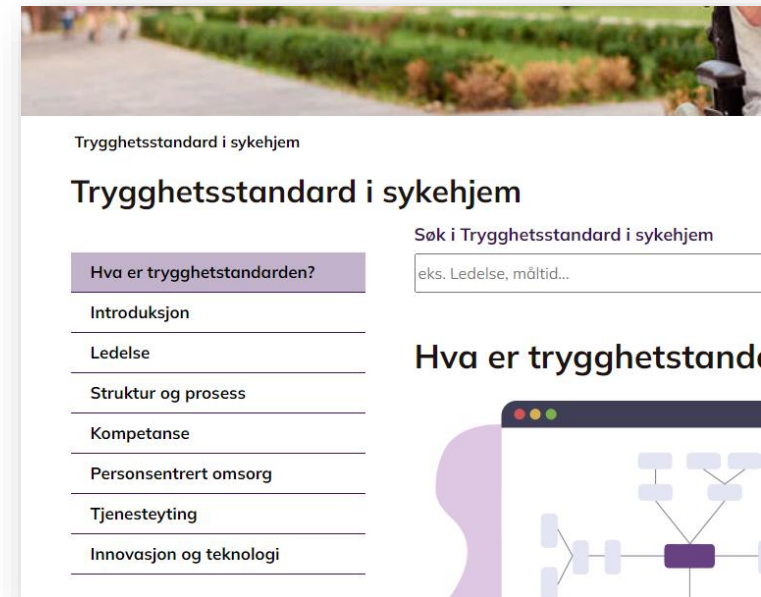 Trygghetsstandard i sykehjem
Trygghetsstandard i sykehjem
Søk i Trygghetsstandard i sykehjem
eks. Ledelse, måltid...
Hva er trygghetstandarden?
Introduksjon
Ledelse
Struktur og prosess
Kompetanse
Personsentrert omsorg
Tjenesteyting
Innovasjon og teknologi
Hva er